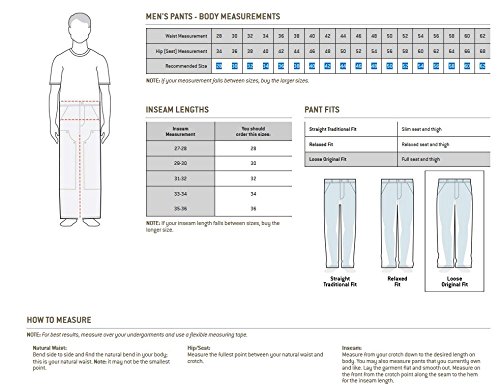 MEN'S PANTS - BODY MEASUREMENTS
Waist Measurement 28 30 32 34 36 38 40 42 44 46 48 50 52 54 56 58 60 62
Hip (Seat) Measurement 34 36 38 40 42 44 46 48 50 52 54 56 58 60 62 64 66 68
Recommended Size 28 30 32 34 36 38 40 42 44 46 48 50 52 54 56 58 60 62
NOTE: If your measurement falls between sizes, buy the larger sizes.
INSEAM LENGTHS
Inseam Measurement You should order this sizes:
27-28 28
29-30 30
31-32 32
33-34 34
35-36 36
NOTE: If your inseam length falls between sizes, buy the
longer size.
PANT FITS
Straight Traditional Fit Slim seat and thigh
Relaxed Fit Relaxed seat and thigh
Loose Original Fit Full seat and thigh
Straight
Traditional Fit
Relaxed
Fit
Loose
Original Fit
HOW TO MEASURE
NOTE: For best results, measure over your undergarments and use a flexible measuring tape.
Natural Waist:
Bend side to side and find the natural bend in your body;
this is your natural waist. Note: it may not be the smallest
point.
Hip/Seat:
Measure the fullest point between your natural waist and
crotch.
Inseam:
Measure from your crotch down to the desired length on
body. You may also measure pants that you currently own
and like. Lay the garment flat and smooth out. Measure on
the front from the crotch point along the seam to the hem
for the inseam length.